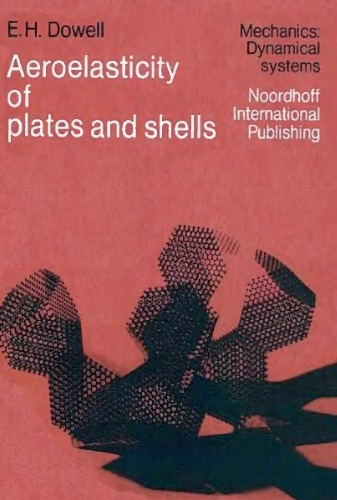 E. H. Dowell
Aeroelasticity
of
plates and shells
Mechanics:
Dynamical
systems
Noordhoff
International
Publishing